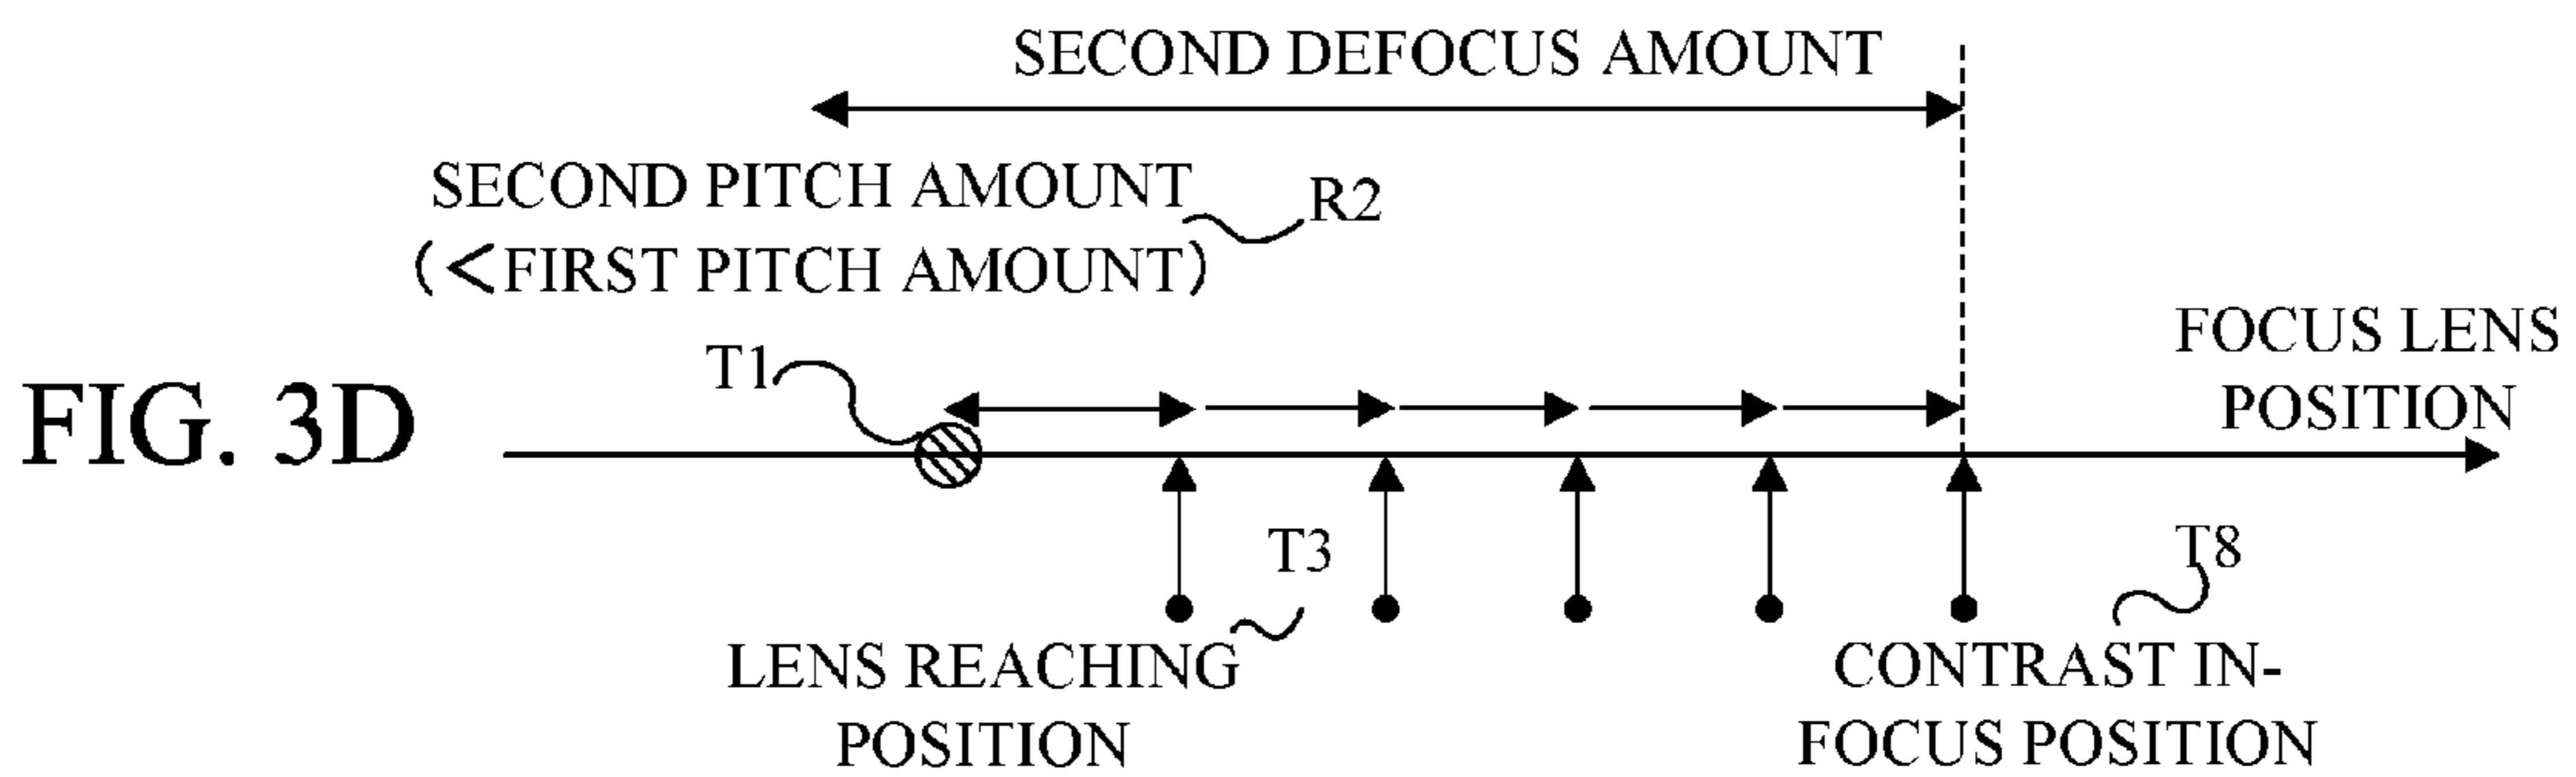 SECOND DEFOCUS AMOUNT
SECOND PITCH AMOUNT
R2
(<FIRST PITCH AMOUNT)
T1
FOCUS LENS
POSITION
FIG. 3D
T3
T8
LENS REACHING
POSITION
CONTRAST IN-
FOCUS POSITION